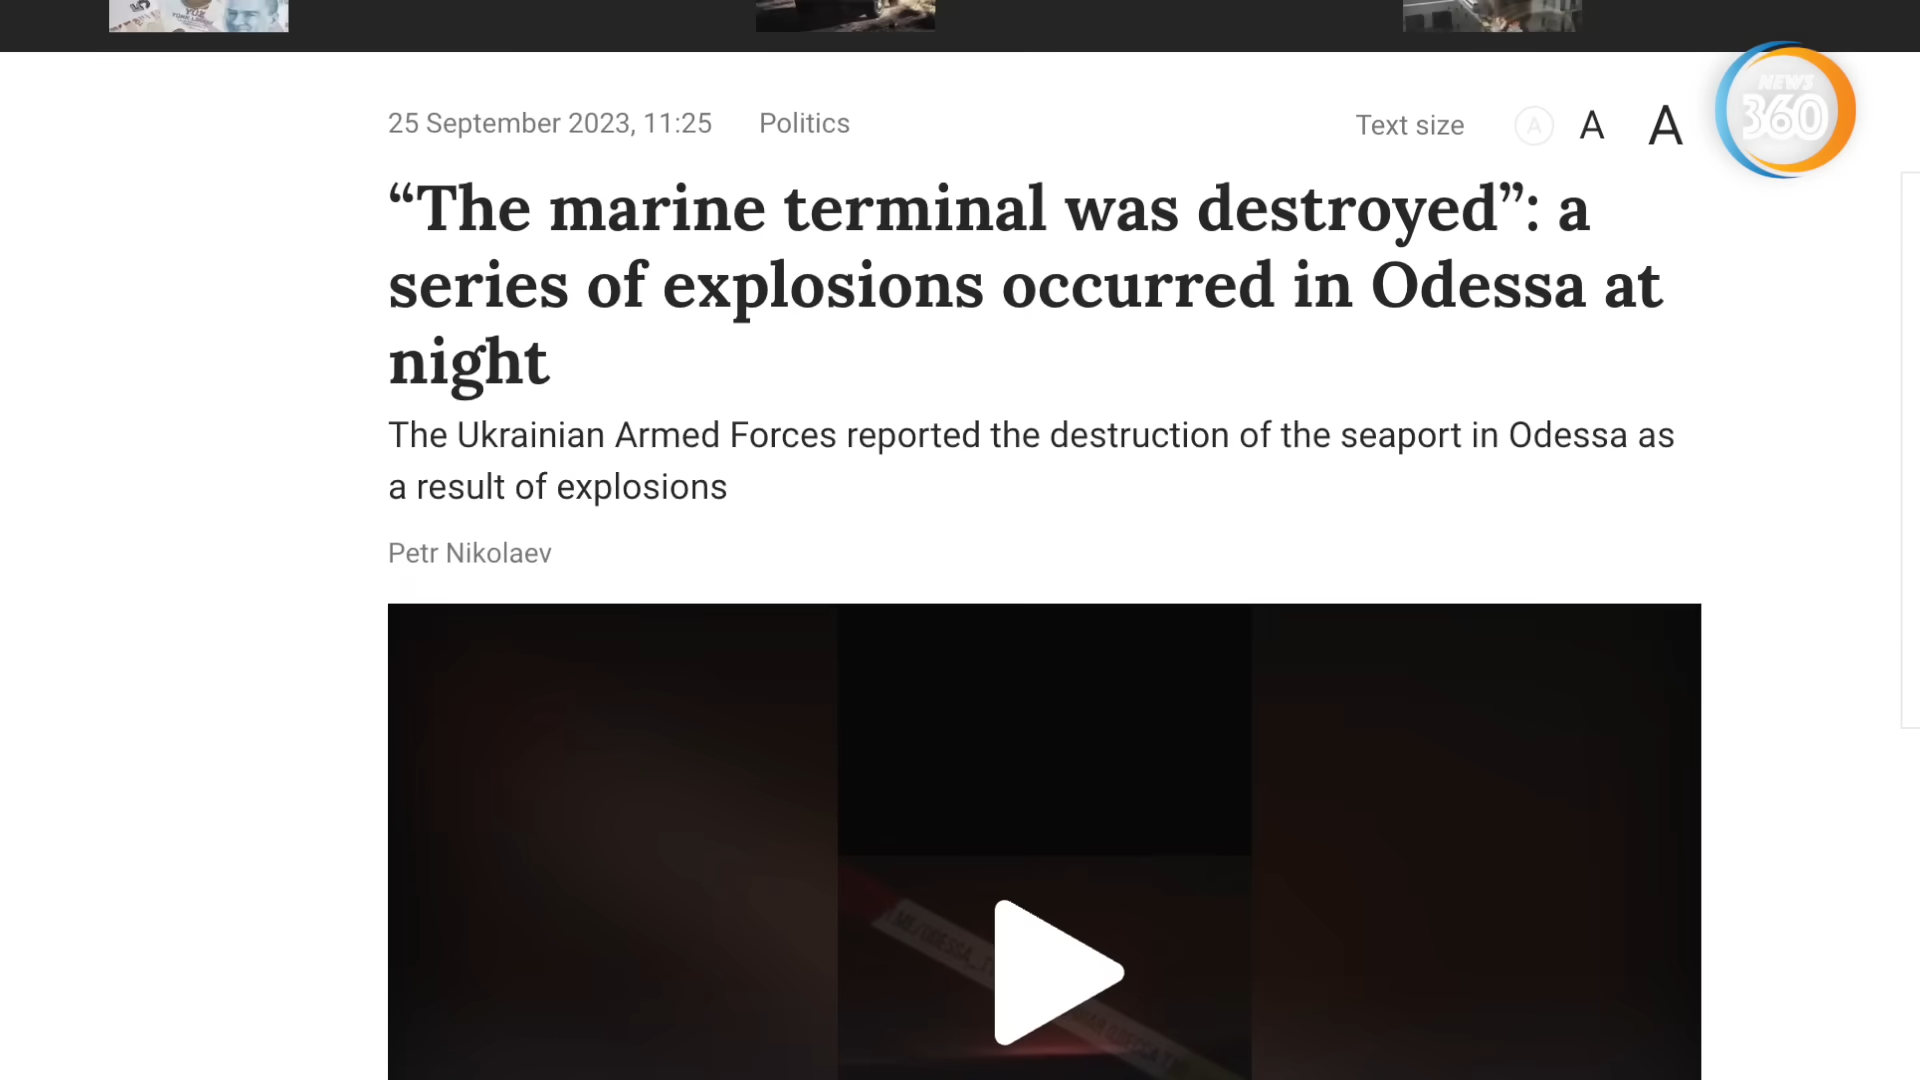 YÜZ
NEWS
360
25 September 2023, 11:25 Politics
Text size A A A
“The marine terminal was destroyed”: a
series of explosions occurred in Odessa at
night
The Ukrainian Armed Forces reported the destruction of the seaport in Odessa as
a result of explosions
Petr Nikolaev